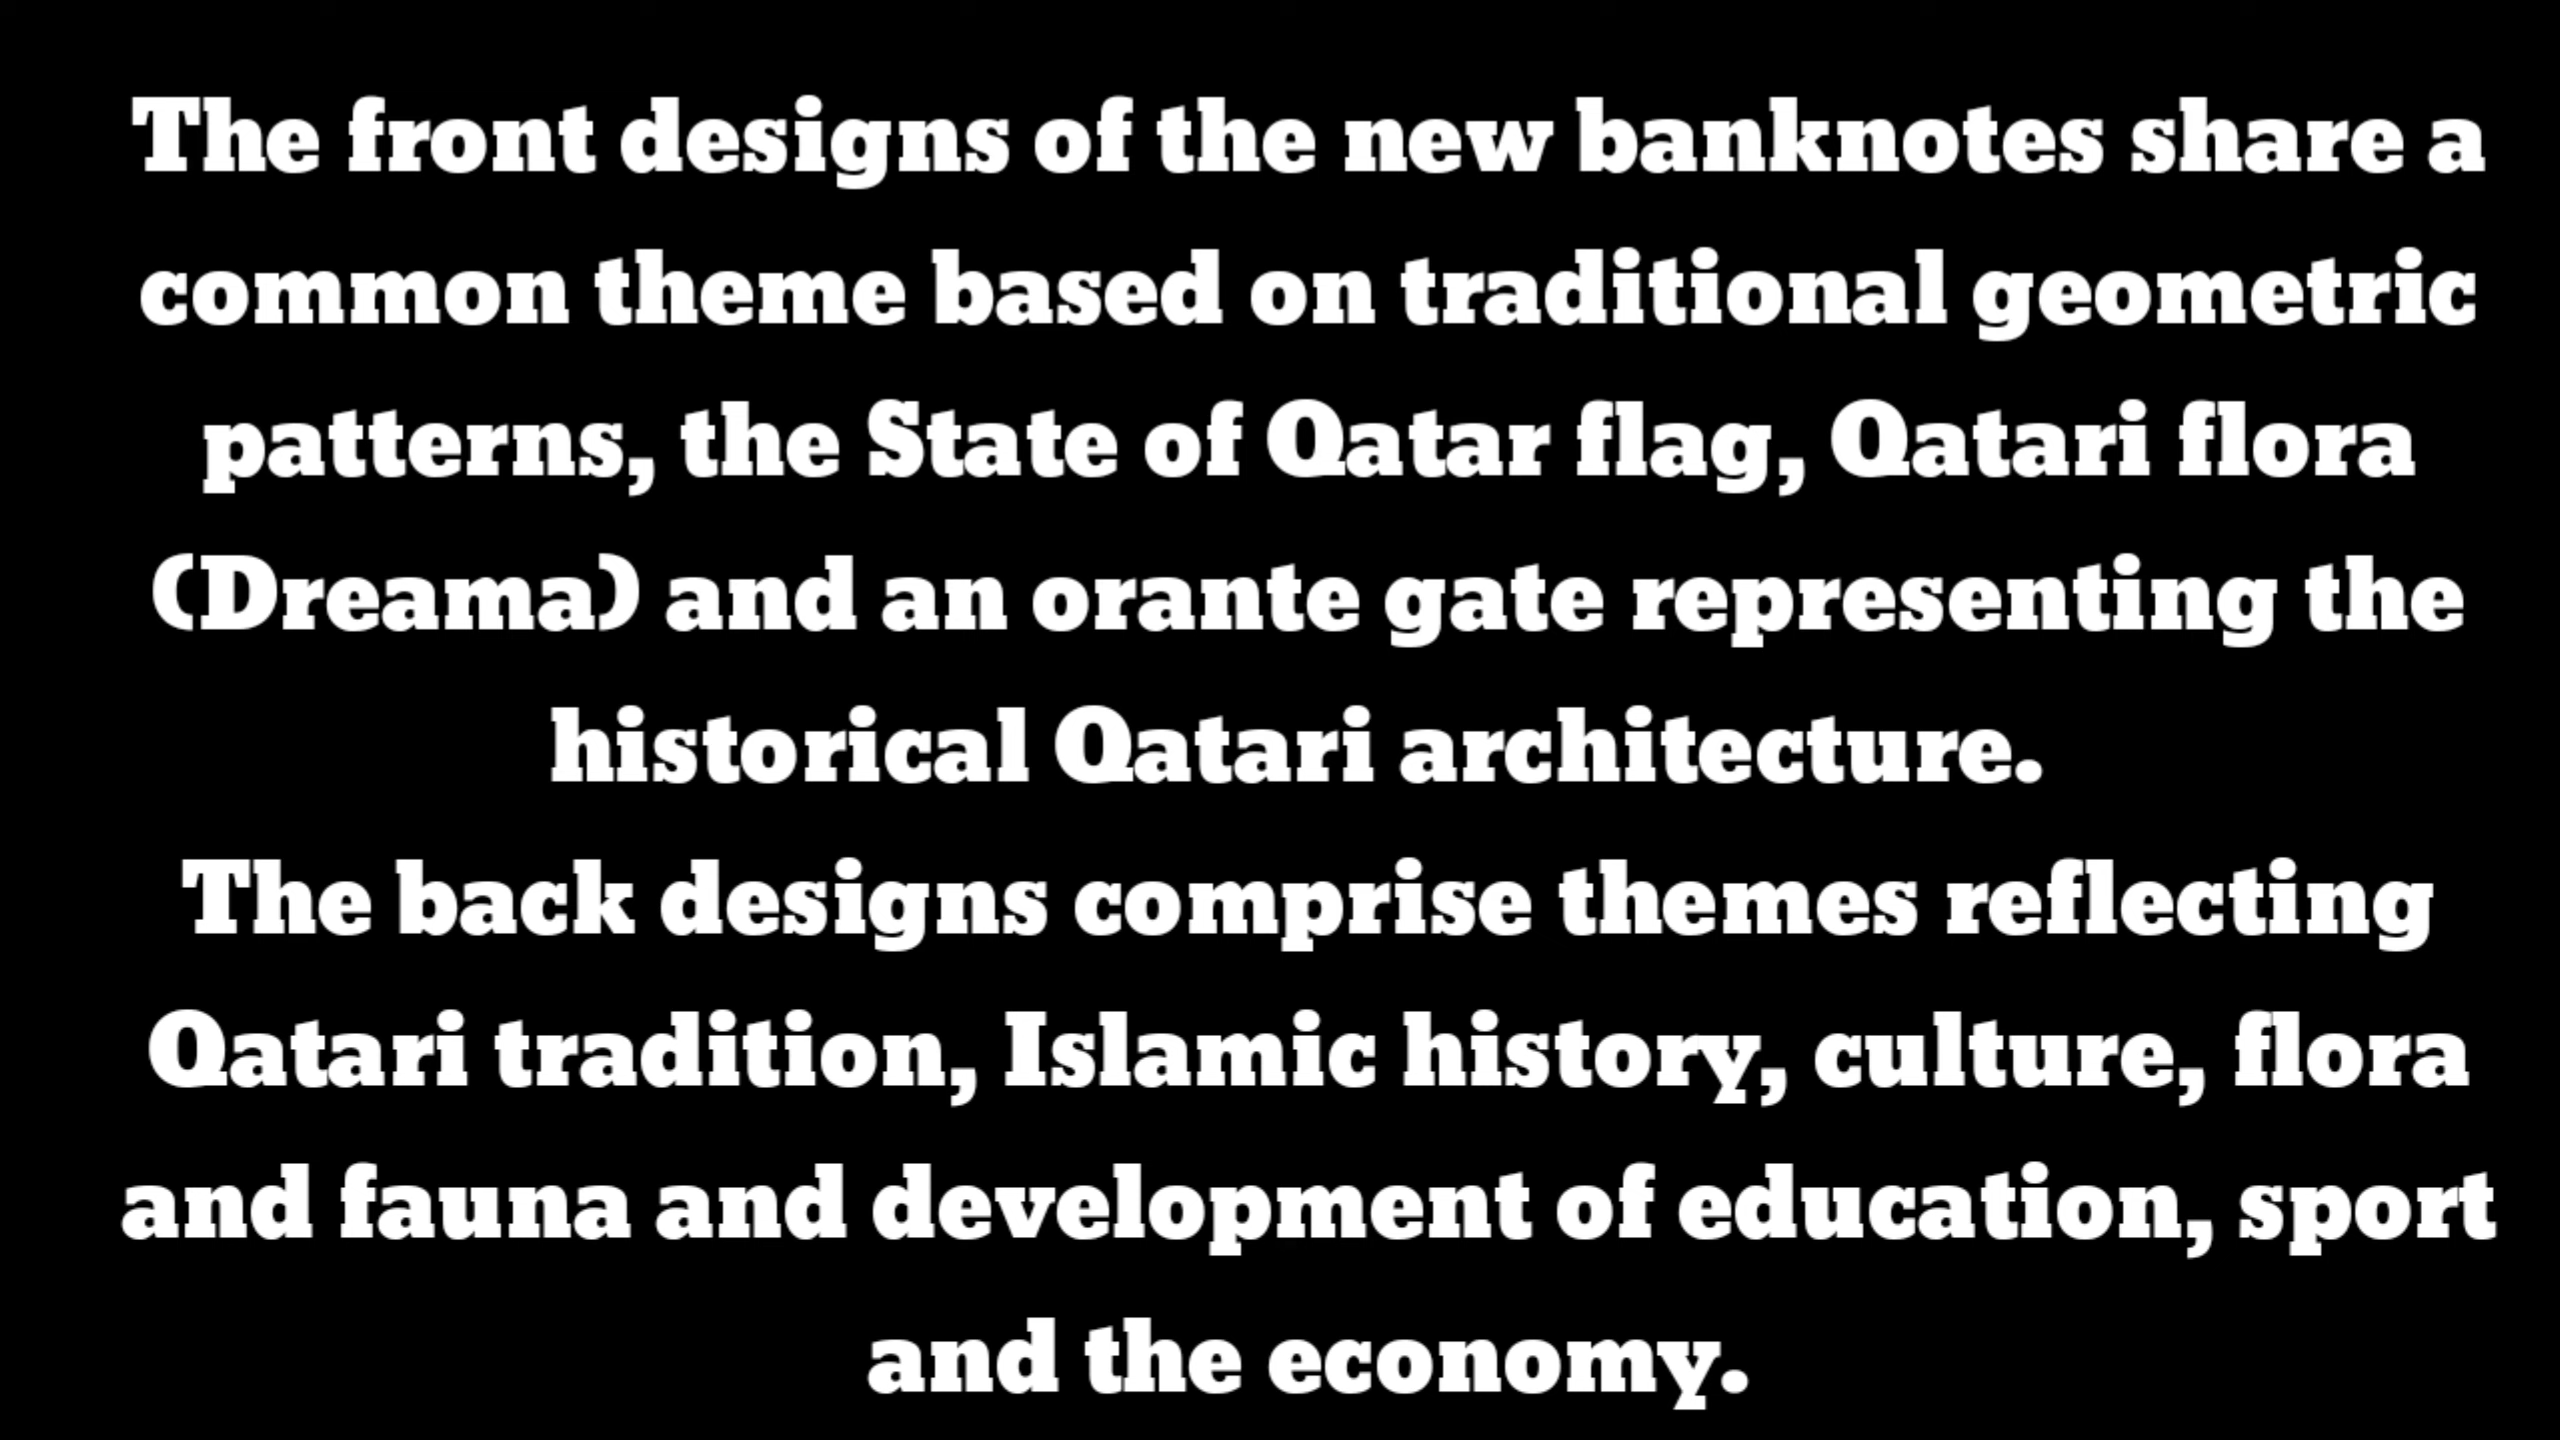 The front designs of the new banknotes share a
common theme based on traditional geometric
patterns, the State of Qatar flag, Qatari flora
(Dreama) and an orante gate representing the
historical Qatari architecture.
The back designs comprise themes reflecting
Qatari tradition, Islamic history, culture, flora
and fauna and development of education, sport
and the economy.